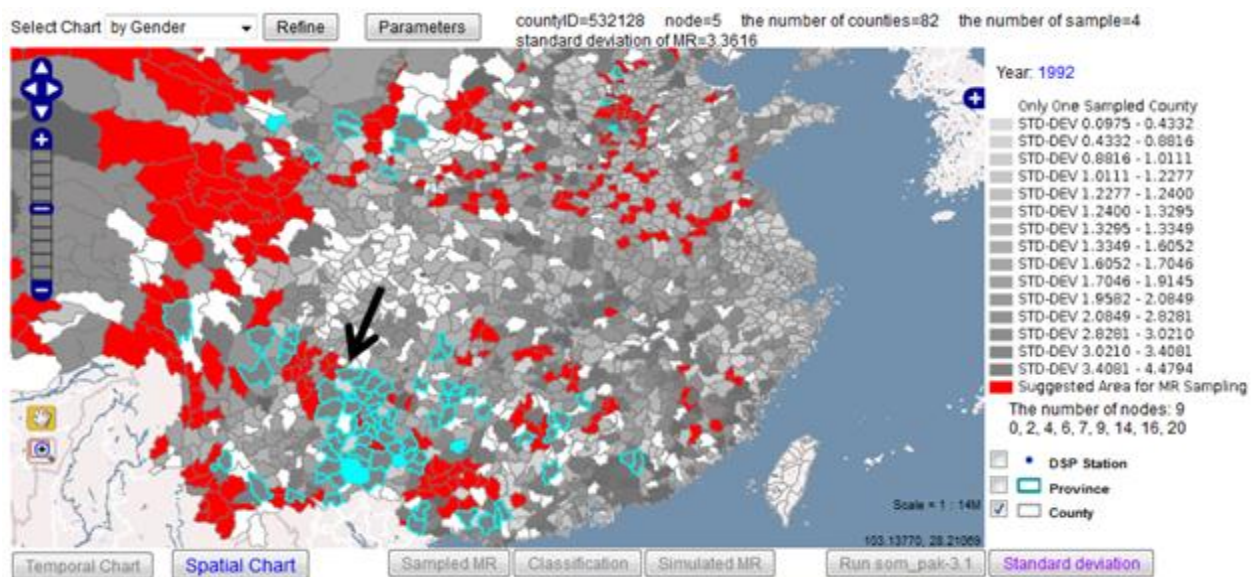 Select Chart by Gender Refine Parameters countyID=532128 node=5 the number of counties=82 the number of sample=4
standard deviation of MR=3.3616
Year: 1992
Only One Sampled County
STD-DEV 0.0975 - 0.4332
STD-DEV 0.4332 - 0.8816
STD-DEV 0.8816 - 1.0111
STD-DEV 1.0111 - 1.2277
STD-DEV 1.2277 - 1.2400
STD-DEV 1.2400 - 1.3295
STD-DEV 1.3295 - 1.3349
STD-DEV 1.3349 - 1.6052
STD-DEV 1.6052 - 1.7046
STD-DEV 1.7046 - 1.9145
STD-DEV 1.9582 - 2.0849
STD-DEV 2.0849 - 2.8281
STD-DEV 2.8281 - 3.0210
STD-DEV 3.0210 - 3.4081
STD-DEV 3.4081 - 4.4794
Suggested Area for MR Sampling
The number of nodes: 9
0, 2, 4, 6, 7, 9, 14, 16, 20
DSP Station
Province
County
Scale = 1 : 14M
103.13770, 28.21069
Temporal Chart Spatial Chart Sampled MR Classification Simulated MR Run som_pak-3.1 Standard deviation